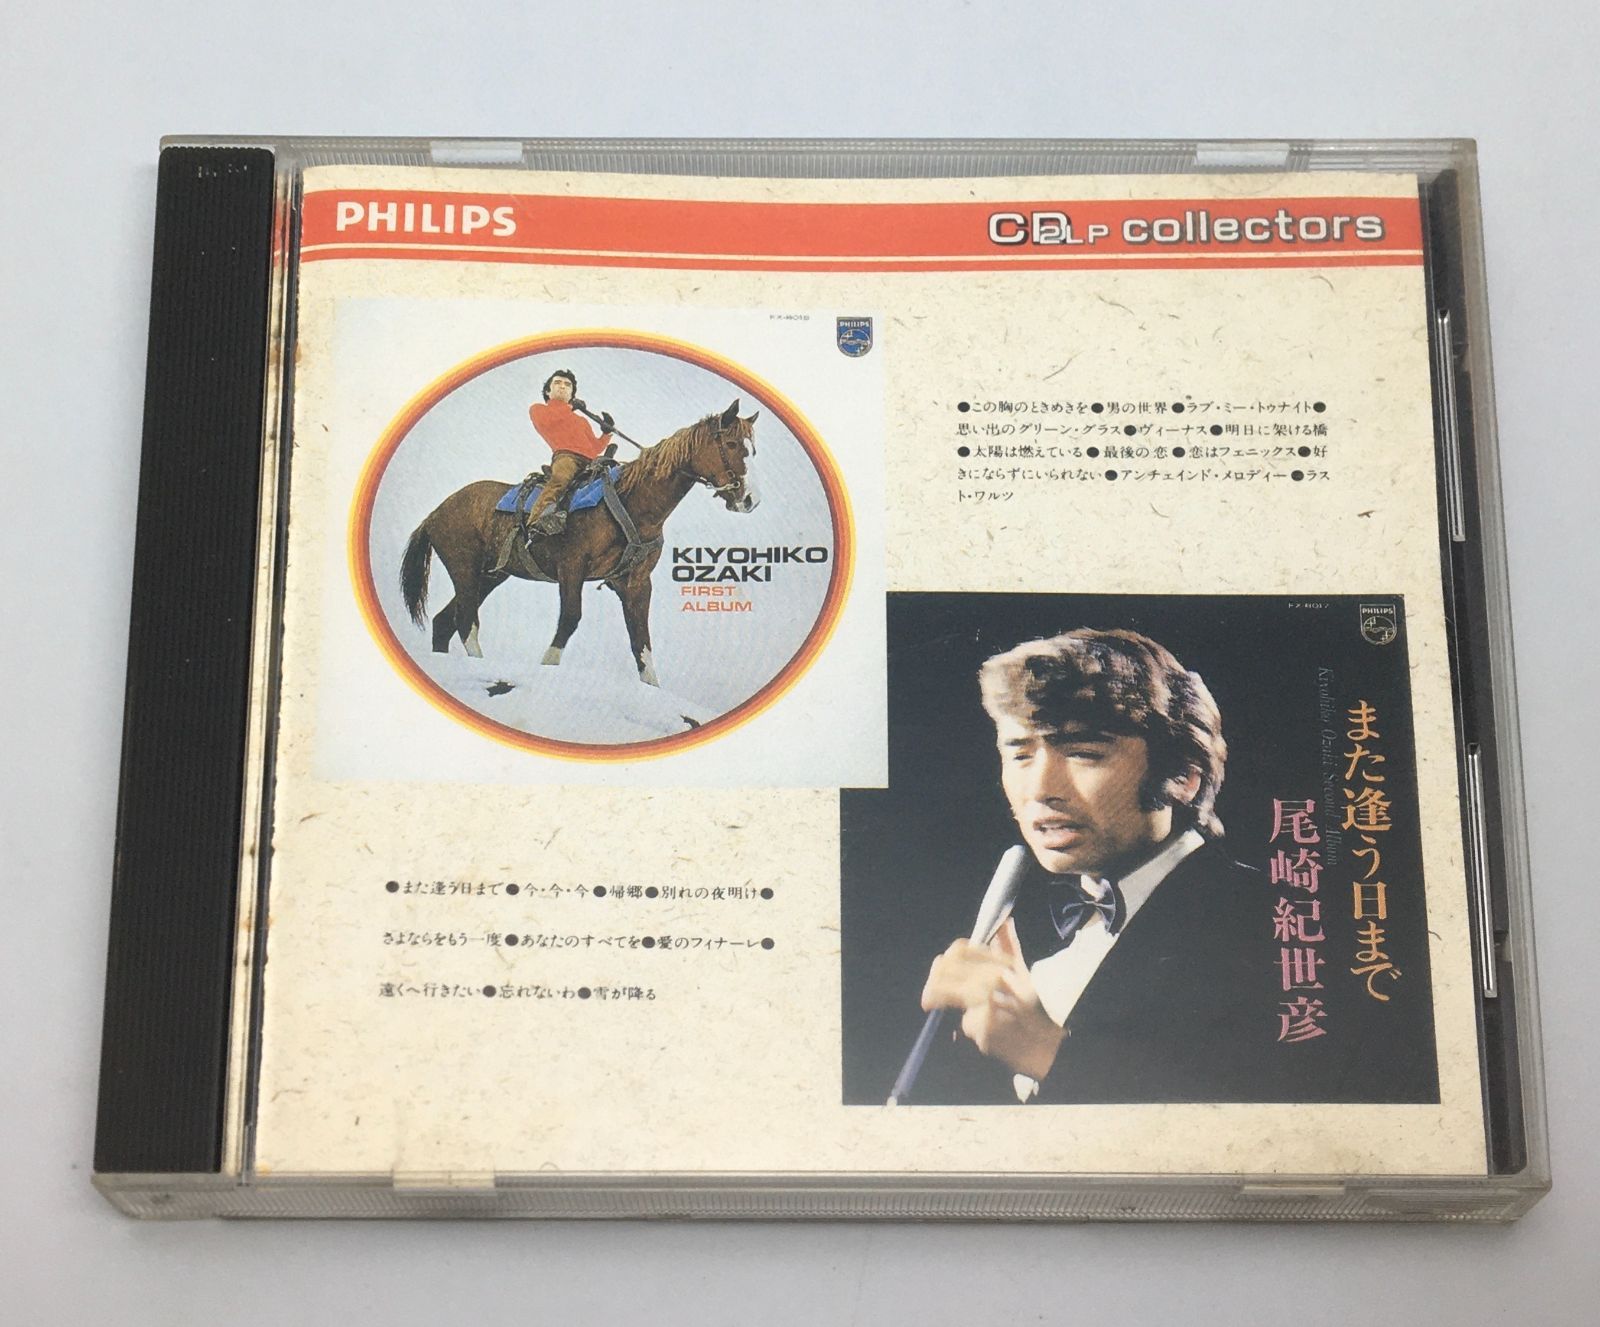 PHILIPS
CD2LP collectors
PHILIPS
KIYOHIKO
OZAKI
FIRST
ALBUM
●この胸のときめきを●男の世界●ラブ・ミー・トゥナイト●
思い出のグリーン・グラス●ヴィーナス●明日に架ける橋
●太陽は燃えている●最後の恋●恋はフェニックス●好
きにならずにいられない●アンチェインド・メロディー●ラス
ト・ワルツ
FX-8017
PHILIPS
また逢う日まで
Kiyohiko Ozaki Second Album
尾崎紀世彦
●また逢う日まで●今・今・今●帰郷●別れの夜明け●
さよならをもう一度●あなたのすべてを●愛のフィナーレ●
遠くへ行きたい●忘れないわ●雪が降る